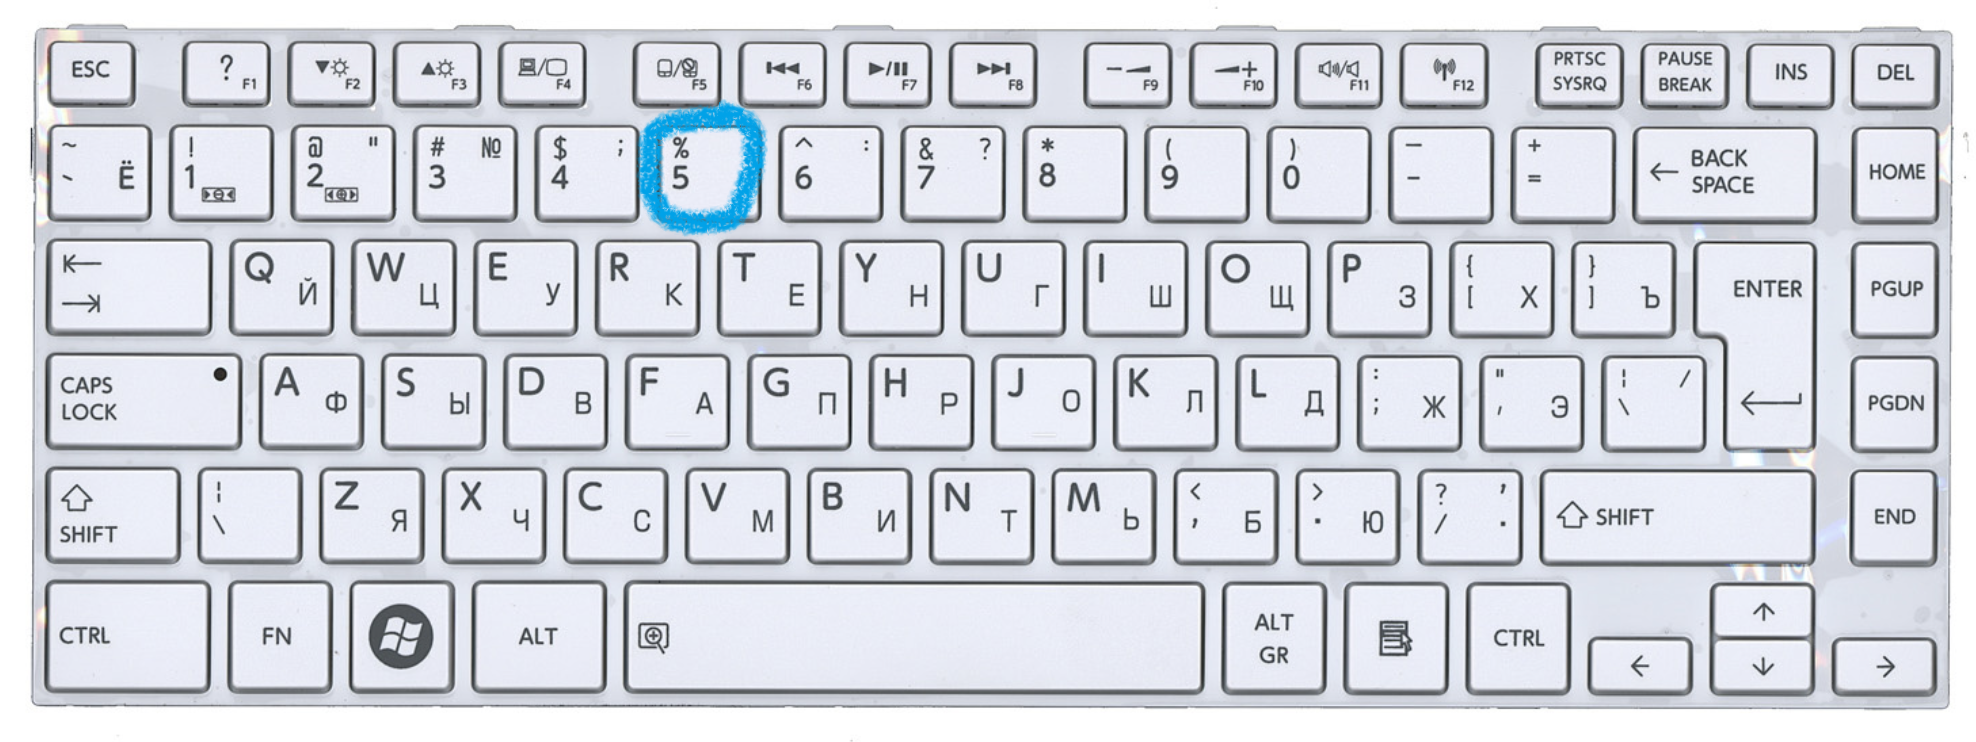 ESC ? F1 F2 F3 F4 F5 F6 F7 F8 F9 F10 F11 F12 PRTSC SYSRQ PAUSE BREAK INS DEL
~ ` Ё ! 1 @ " 2 # № 3 $ ; 4 % 5 ^ : 6 & ? 7 * 8 ( 9 ) 0 — - + = ← BACK SPACE HOME
Q Й W Ц E У R К T Е Y Н U Г I Ш O Щ P З { [ Х } ] Ъ ENTER PGUP
CAPS LOCK A Ф S Ы D В F А G П H Р J О K Л L Д : ; Ж " ' Э ¦ / \ PGDN
SHIFT ¦ \ Z Я X Ч C С V М B И N Т M Ь < , Б > . Ю ? , / . SHIFT END
CTRL FN ALT ALT GR CTRL ← ↑ ↓ →